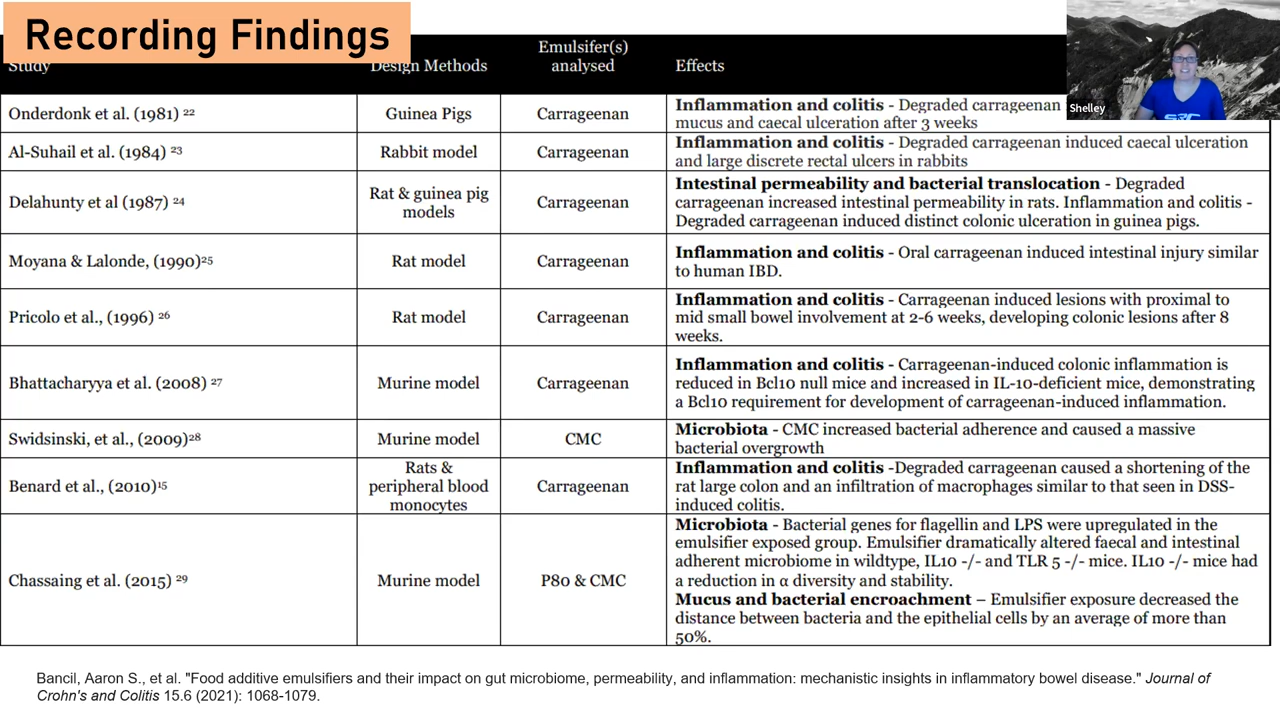 Recording Findings
Study
Design Methods
Emulsifer(s)
analysed
Effects
Shelley
Onderdonk et al. (1981) 22
Guinea Pigs
Carrageenan
Inflammation and colitis - Degraded carrageenan
mucus and caecal ulceration after 3 weeks
Al-Suhail et al. (1984) 23
Rabbit model
Carrageenan
Inflammation and colitis - Degraded carrageenan induced caecal ulceration
and large discrete rectal ulcers in rabbits
Delahunty et al (1987) 24
Rat & guinea pig
models
Carrageenan
Intestinal permeability and bacterial translocation - Degraded
carrageenan increased intestinal permeability in rats. Inflammation and colitis -
Degraded carrageenan induced distinct colonic ulceration in guinea pigs.
Moyana & Lalonde, (1990)25
Rat model
Carrageenan
Inflammation and colitis - Oral carrageenan induced intestinal injury similar
to human IBD.
Pricolo et al., (1996) 26
Rat model
Carrageenan
Inflammation and colitis - Carrageenan induced lesions with proximal to
mid small bowel involvement at 2-6 weeks, developing colonic lesions after 8
weeks.
Bhattacharyya et al. (2008) 27
Murine model
Carrageenan
Inflammation and colitis - Carrageenan-induced colonic inflammation is
reduced in Bcl10 null mice and increased in IL-10-deficient mice, demonstrating
a Bcl10 requirement for development of carrageenan-induced inflammation.
Swidsinski, et al., (2009)28
Murine model
CMC
Microbiota - CMC increased bacterial adherence and caused a massive
bacterial overgrowth
Benard et al., (2010)15
Rats &
peripheral blood
monocytes
Carrageenan
Inflammation and colitis -Degraded carrageenan caused a shortening of the
rat large colon and an infiltration of macrophages similar to that seen in DSS-
induced colitis.
Chassaing et al. (2015) 29
Murine model
P80 & CMC
Microbiota - Bacterial genes for flagellin and LPS were upregulated in the
emulsifier exposed group. Emulsifier dramatically altered faecal and intestinal
adherent microbiome in wildtype, IL10 -/- and TLR 5 -/- mice. IL10 -/- mice had
a reduction in α diversity and stability.
Mucus and bacterial encroachment – Emulsifier exposure decreased the
distance between bacteria and the epithelial cells by an average of more than
50%.
Bancil, Aaron S., et al. "Food additive emulsifiers and their impact on gut microbiome, permeability, and inflammation: mechanistic insights in inflammatory bowel disease." Journal of
Crohn's and Colitis 15.6 (2021): 1068-1079.